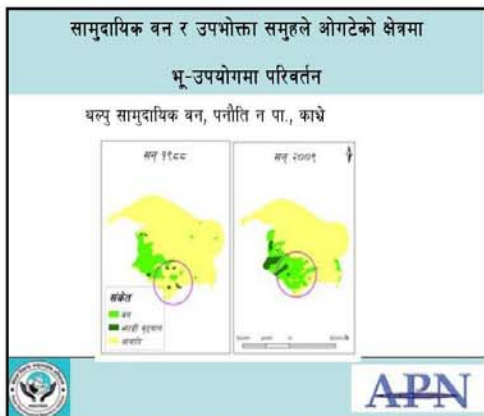 सामुदायिक वन र उपभोक्ता समुहले ओगटेको क्षेत्रमा
भू-उपयोगमा परिवर्तन
थल्पु सामुदायिक वन, पनौति न पा., काभ्रे
सन् १९८८
सन् २००९
संकेत
वन
APN